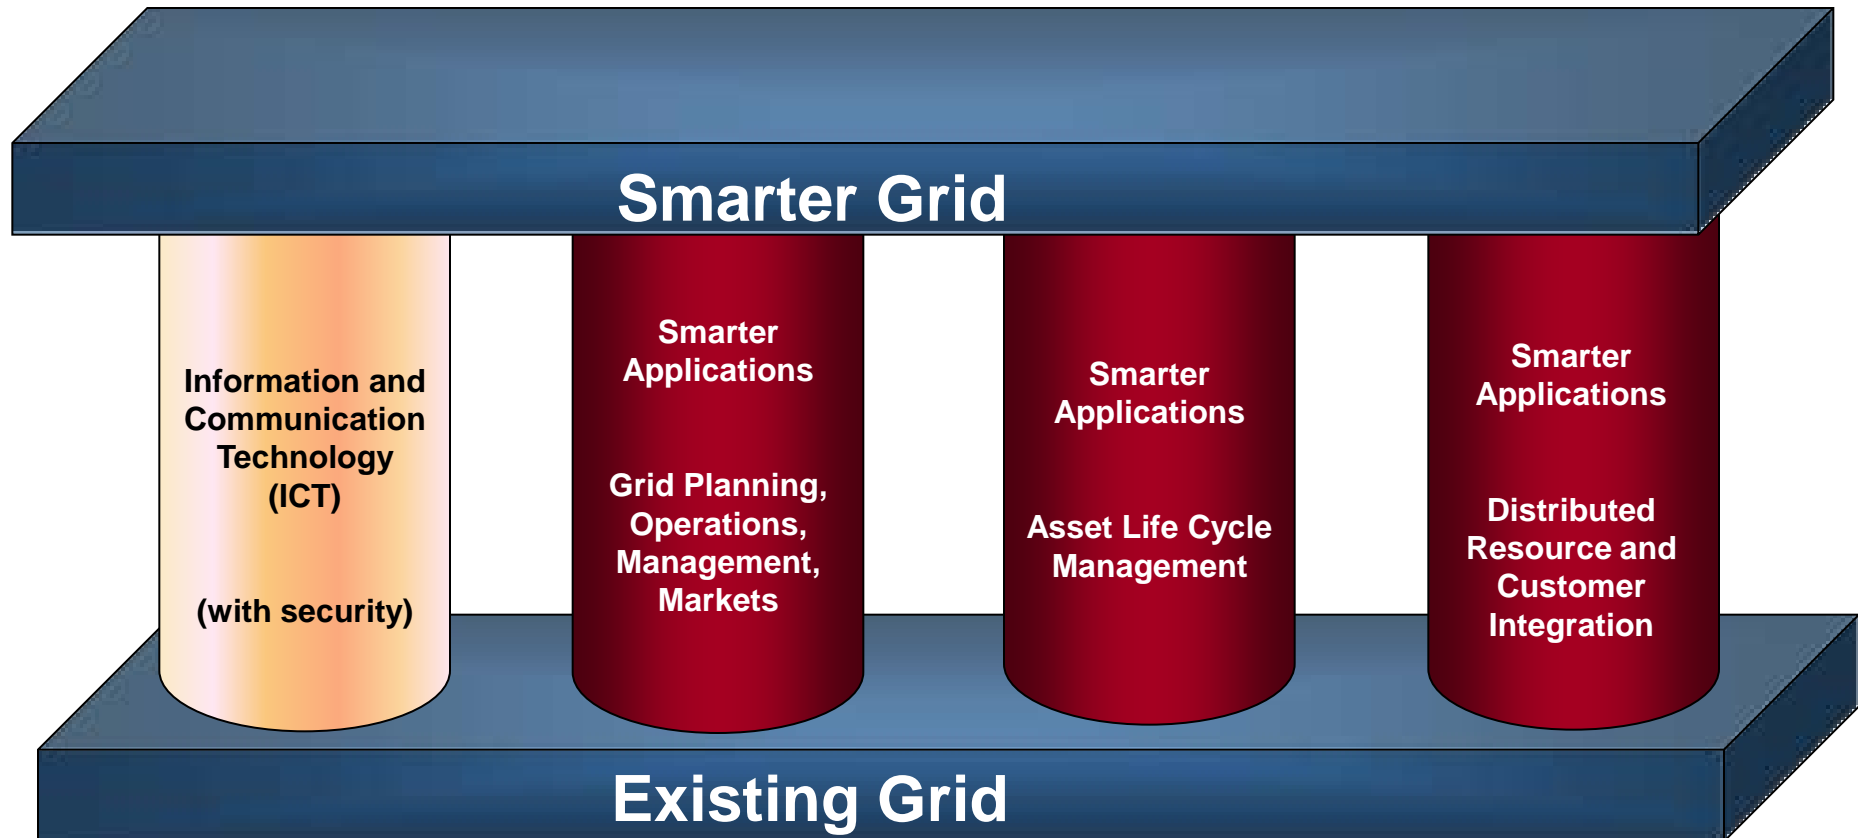 Smarter Grid
Information and
Communication
Technology
(ICT)
(with security)
Smarter
Applications
Grid Planning,
Operations,
Management,
Markets
Smarter
Applications
Asset Life Cycle
Management
Smarter
Applications
Distributed
Resource and
Customer
Integration
Existing Grid